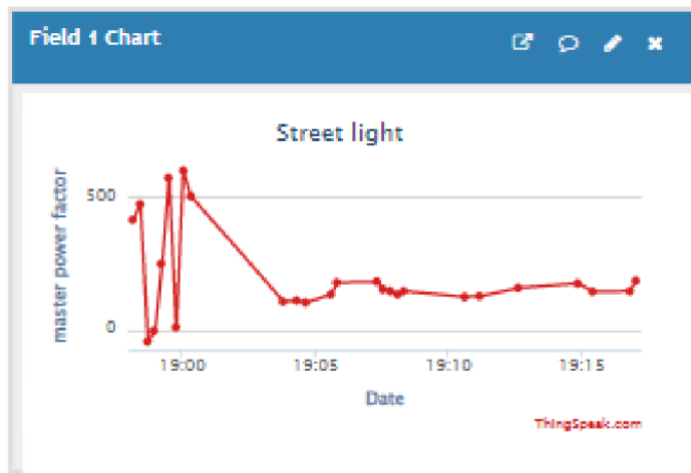 Field 1 Chart
Street light
master power factor
500
0
19:00 19:05 19:10 19:15
Date
ThingSpeak.com